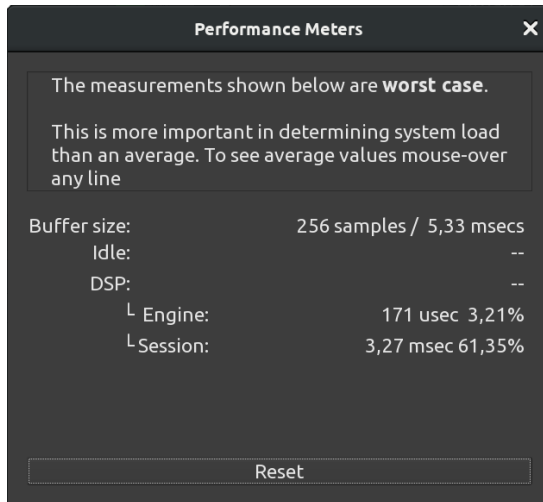 Performance Meters
The measurements shown below are worst case.
This is more important in determining system load
than an average. To see average values mouse-over
any line
Buffer size: 256 samples / 5,33 msecs
Idle: --
DSP: --
└ Engine: 171 usec 3,21%
└ Session: 3,27 msec 61,35%
Reset